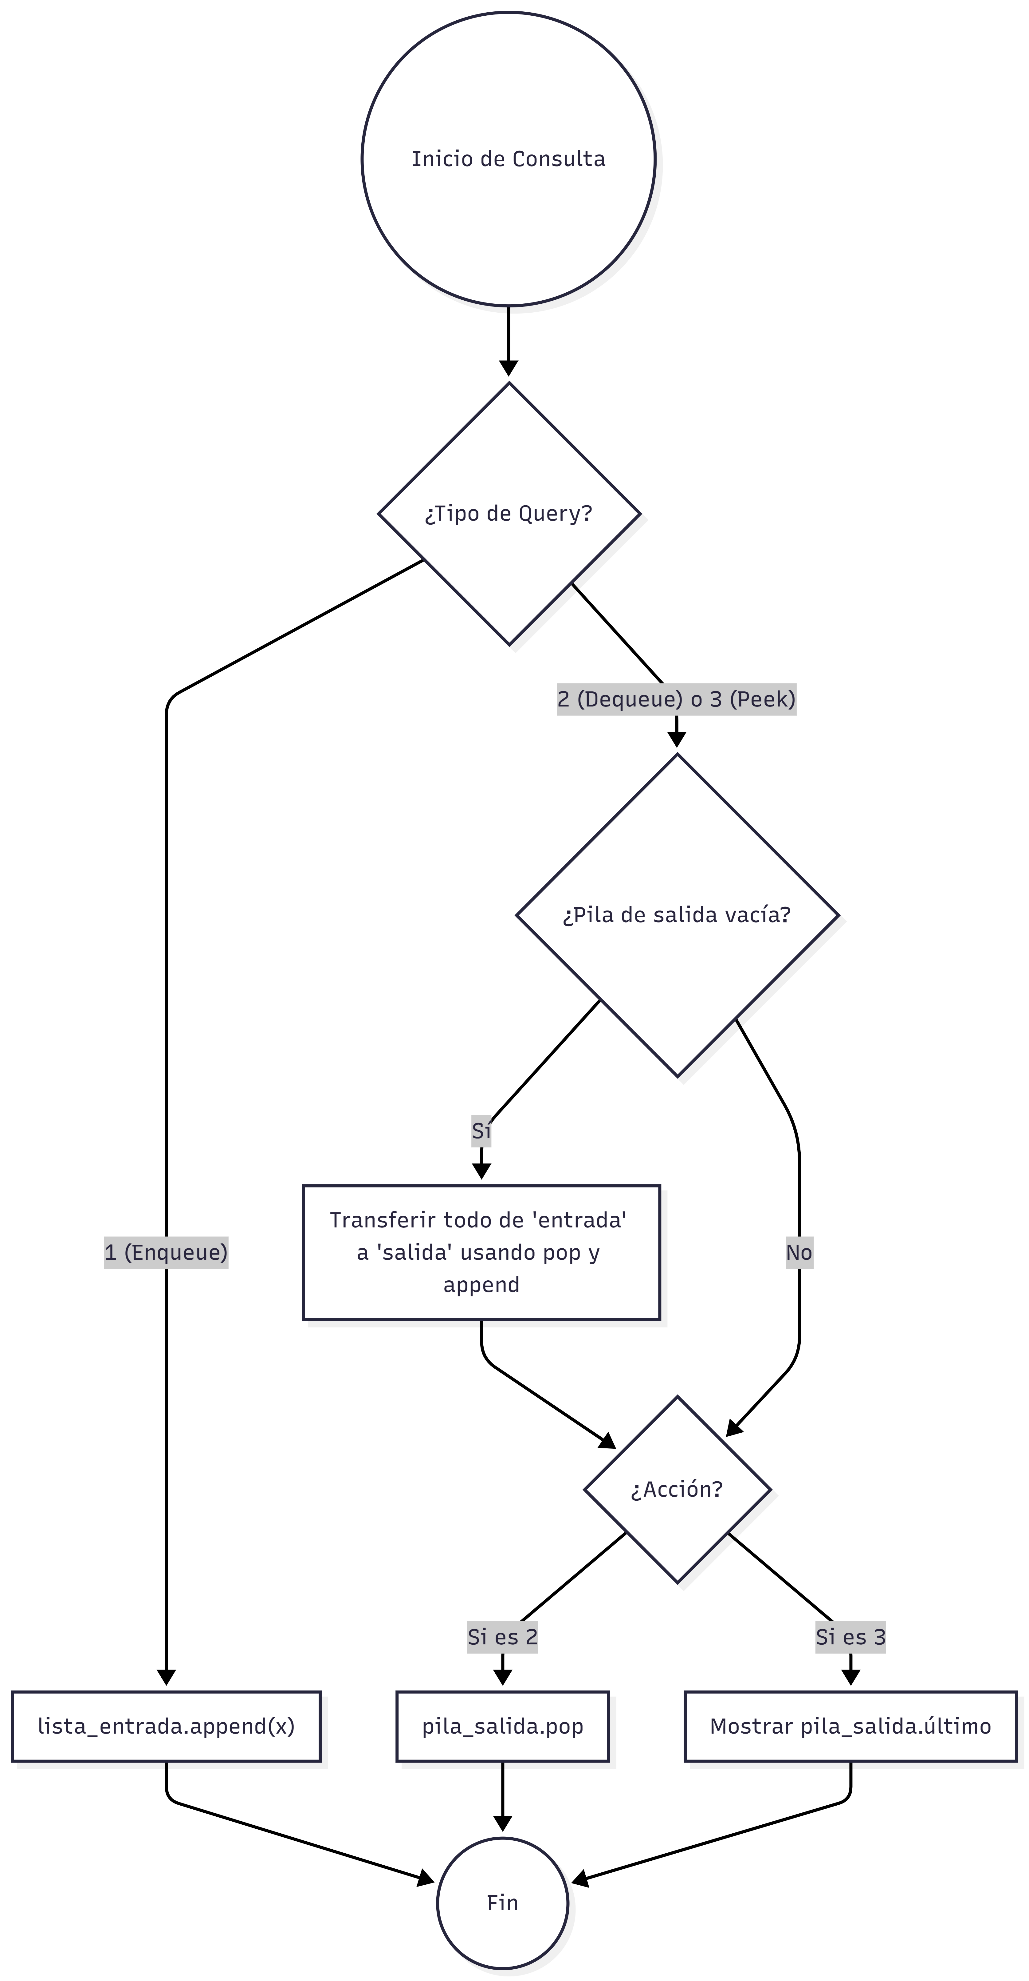 Inicio de Consulta
¿Tipo de Query?
2 (Dequeue) o 3 (Peek)
¿Pila de salida vacía?
Sí
Transferir todo de 'entrada'
a 'salida' usando pop y
append
1 (Enqueue)
No
¿Acción?
Si es 2
Si es 3
lista_entrada.append(x)
pila_salida.pop
Mostrar pila_salida.último
Fin